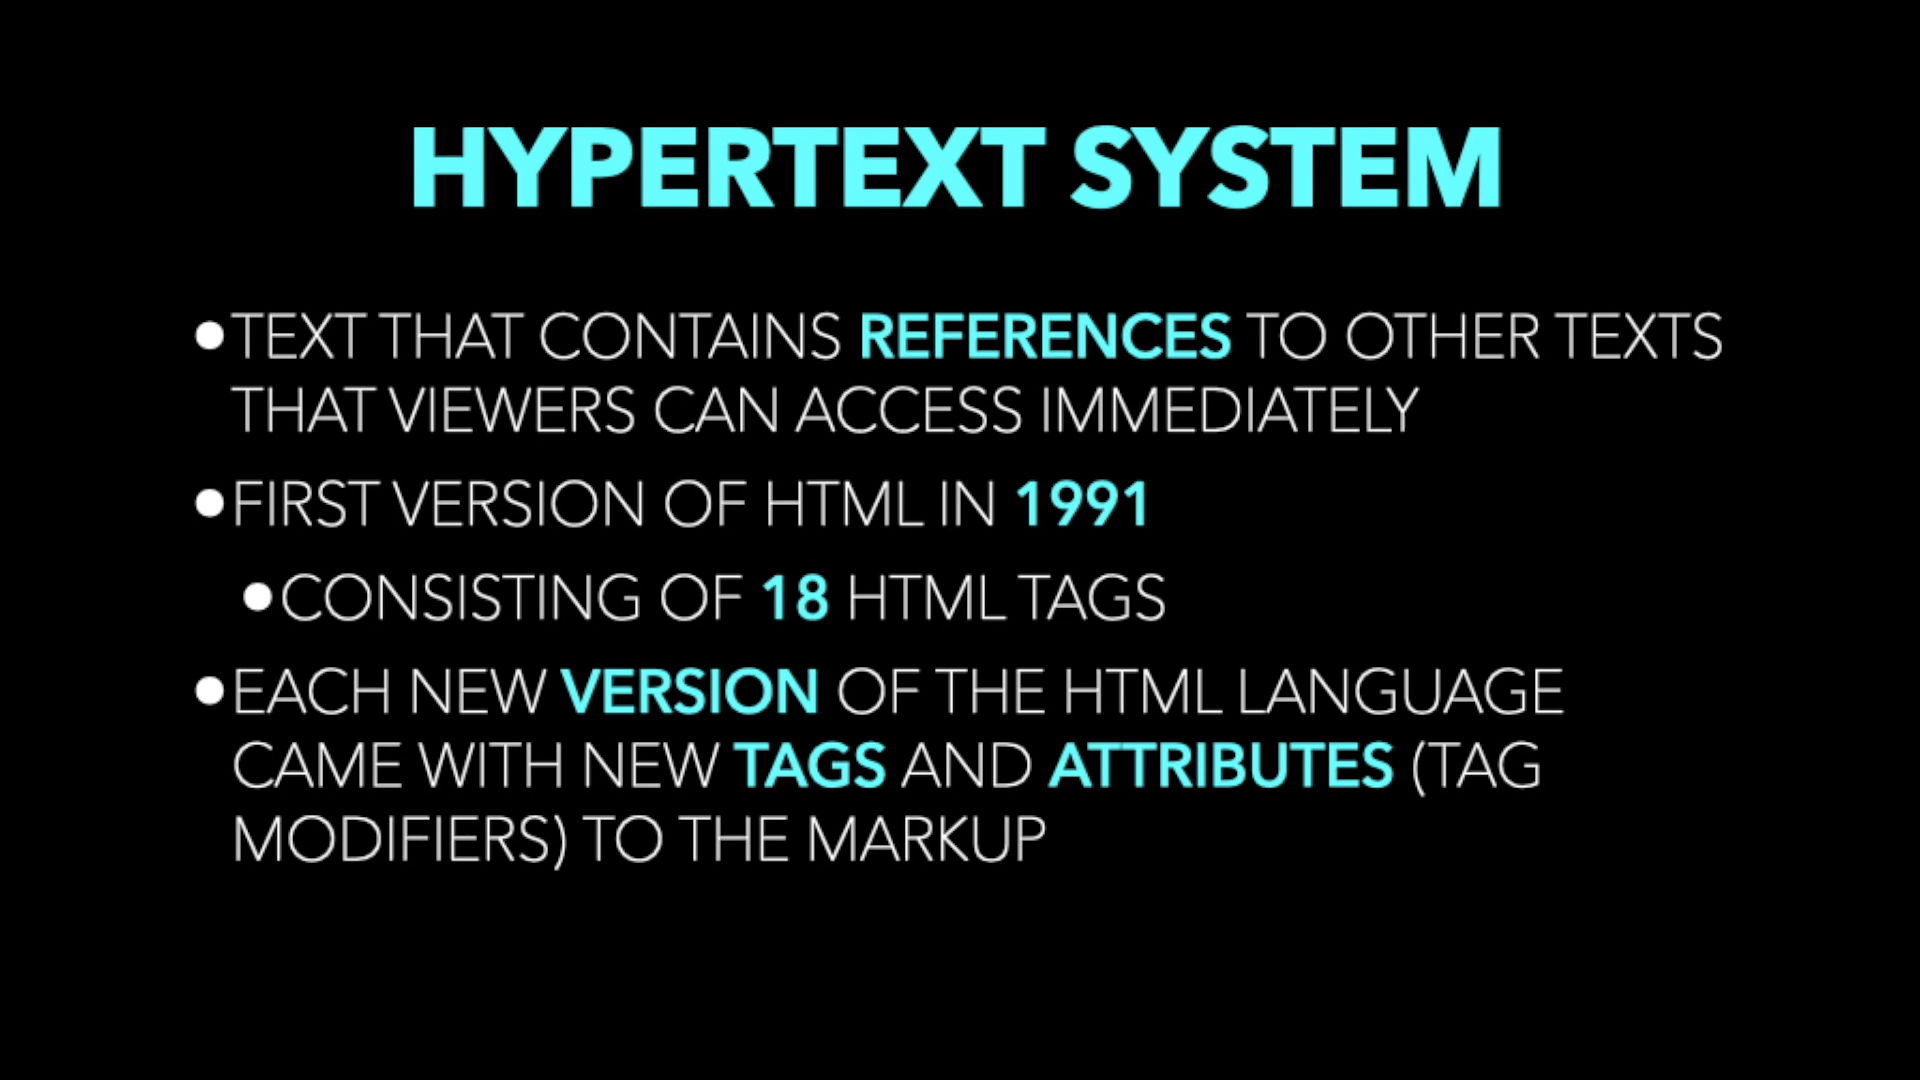 HYPERTEXT SYSTEM
•TEXT THAT CONTAINS REFERENCES TO OTHER TEXTS
THAT VIEWERS CAN ACCESS IMMEDIATELY
•FIRST VERSION OF HTML IN 1991
•CONSISTING OF 18 HTML TAGS
•EACH NEW VERSION OF THE HTML LANGUAGE
CAME WITH NEW TAGS AND ATTRIBUTES (TAG
MODIFIERS) TO THE MARKUP